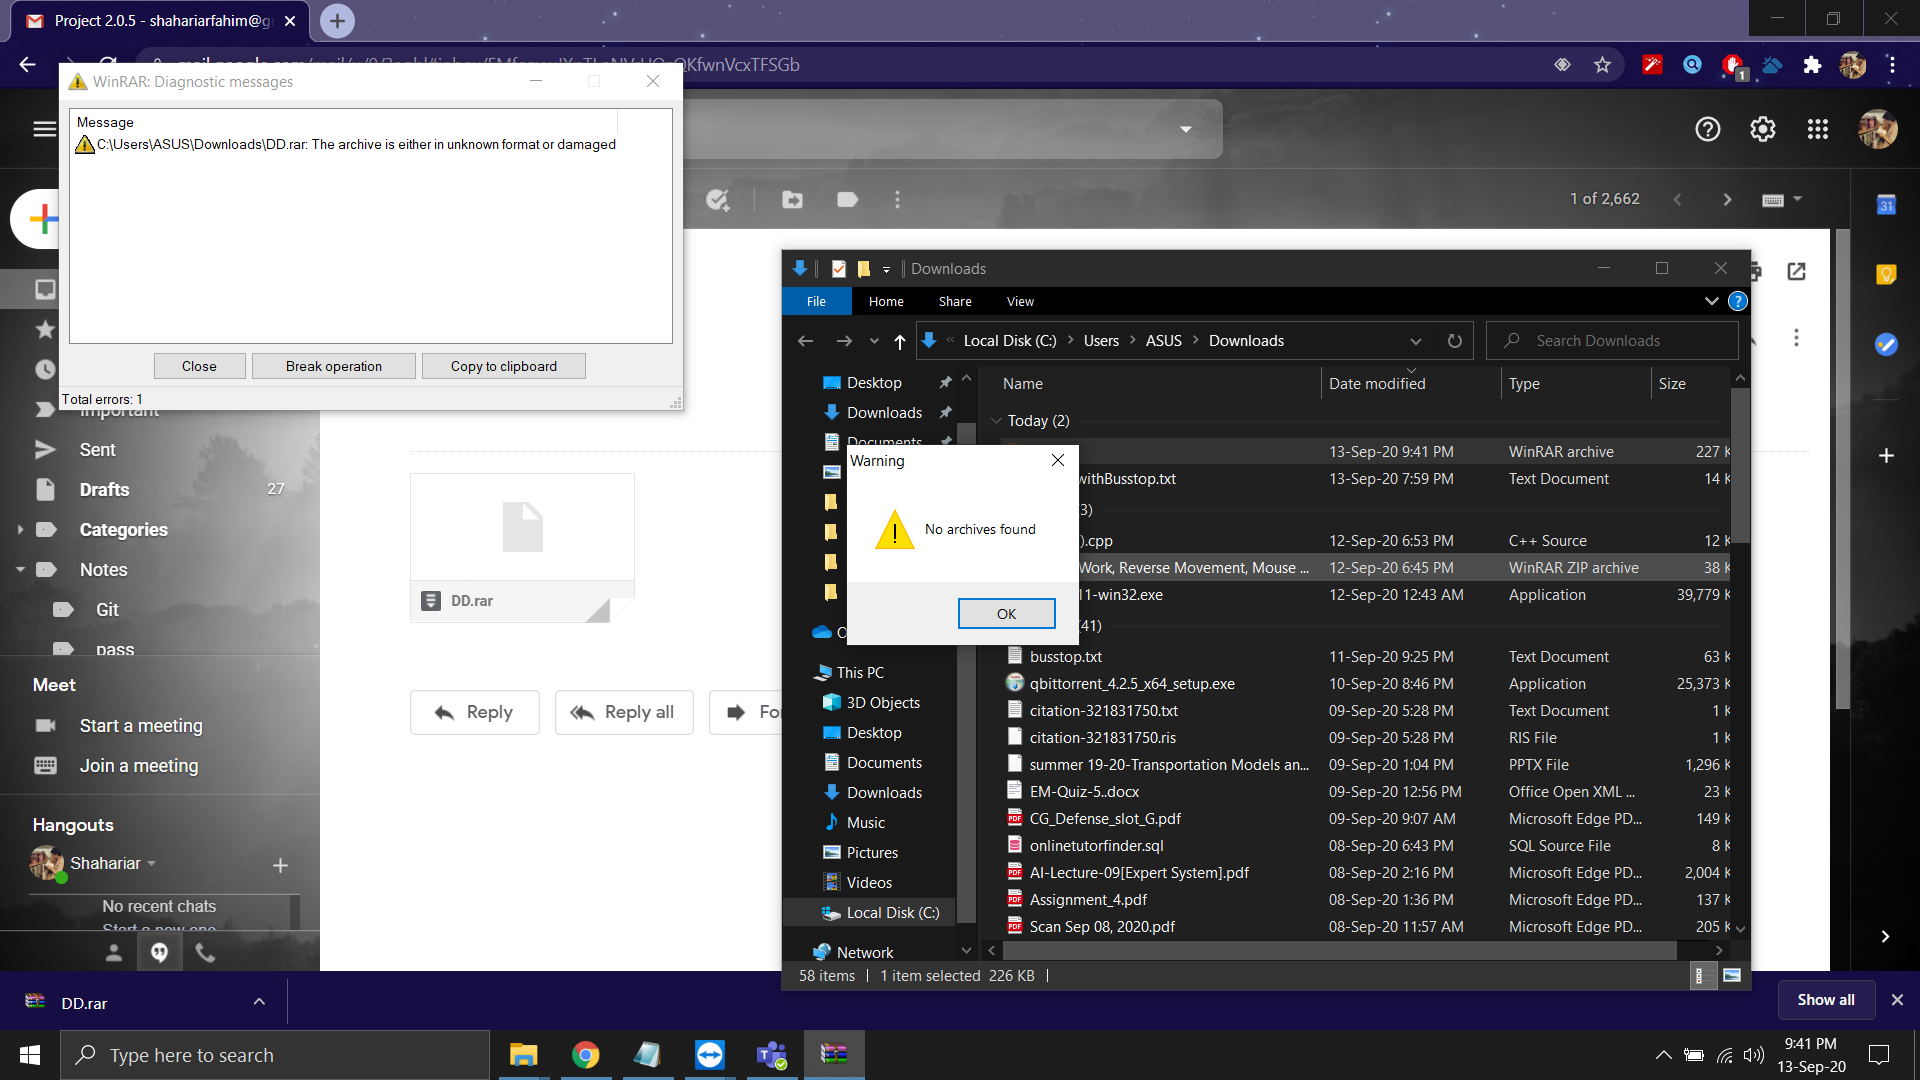 Project 2.0.5 - shahariarfahim@g
QKfwnVcxTFSGb
1
WinRAR: Diagnostic messages
Message
C:\Users\ASUS\Downloads\DD.rar: The archive is either in unknown format or damaged
Close
Break operation
Copy to clipboard
Total errors: 1
1 of 2,662
31
Important
Sent
Drafts
27
Categories
Notes
Git
pass
Meet
Start a meeting
Join a meeting
Hangouts
Shahariar
No recent chats
Start a new one
DD.rar
Reply
Reply all
Fo
Downloads
File
Home
Share
View
Local Disk (C:)
Users
ASUS
Downloads
Search Downloads
Desktop
Downloads
Documents
O
This PC
3D Objects
Desktop
Documents
Downloads
Music
Pictures
Videos
Local Disk (C:)
Network
Name
Date modified
Type
Size
Today (2)
13-Sep-20 9:41 PM WinRAR archive 227 K
withBusstop.txt 13-Sep-20 7:59 PM Text Document 14 K
3)
).cpp 12-Sep-20 6:53 PM C++ Source 12 K
Work, Reverse Movement, Mouse ... 12-Sep-20 6:45 PM WinRAR ZIP archive 38 K
11-win32.exe 12-Sep-20 12:43 AM Application 39,779 K
(41)
busstop.txt 11-Sep-20 9:25 PM Text Document 63 K
qbittorrent_4.2.5_x64_setup.exe 10-Sep-20 8:46 PM Application 25,373 K
citation-321831750.txt 09-Sep-20 5:28 PM Text Document 1 K
citation-321831750.ris 09-Sep-20 5:28 PM RIS File 1 K
summer 19-20-Transportation Models an... 09-Sep-20 1:04 PM PPTX File 1,296 K
EM-Quiz-5..docx 09-Sep-20 12:56 PM Office Open XML ... 23 K
CG_Defense_slot_G.pdf 09-Sep-20 9:07 AM Microsoft Edge PD... 149 K
onlinetutorfinder.sql 08-Sep-20 6:43 PM SQL Source File 8 K
AI-Lecture-09[Expert System].pdf 08-Sep-20 2:16 PM Microsoft Edge PD... 2,004 K
Assignment_4.pdf 08-Sep-20 1:36 PM Microsoft Edge PD... 137 K
Scan Sep 08, 2020.pdf 08-Sep-20 11:57 AM Microsoft Edge PD... 205 K
58 items
1 item selected 226 KB
Warning
No archives found
OK
DD.rar
Show all
Type here to search
9:41 PM
13-Sep-20